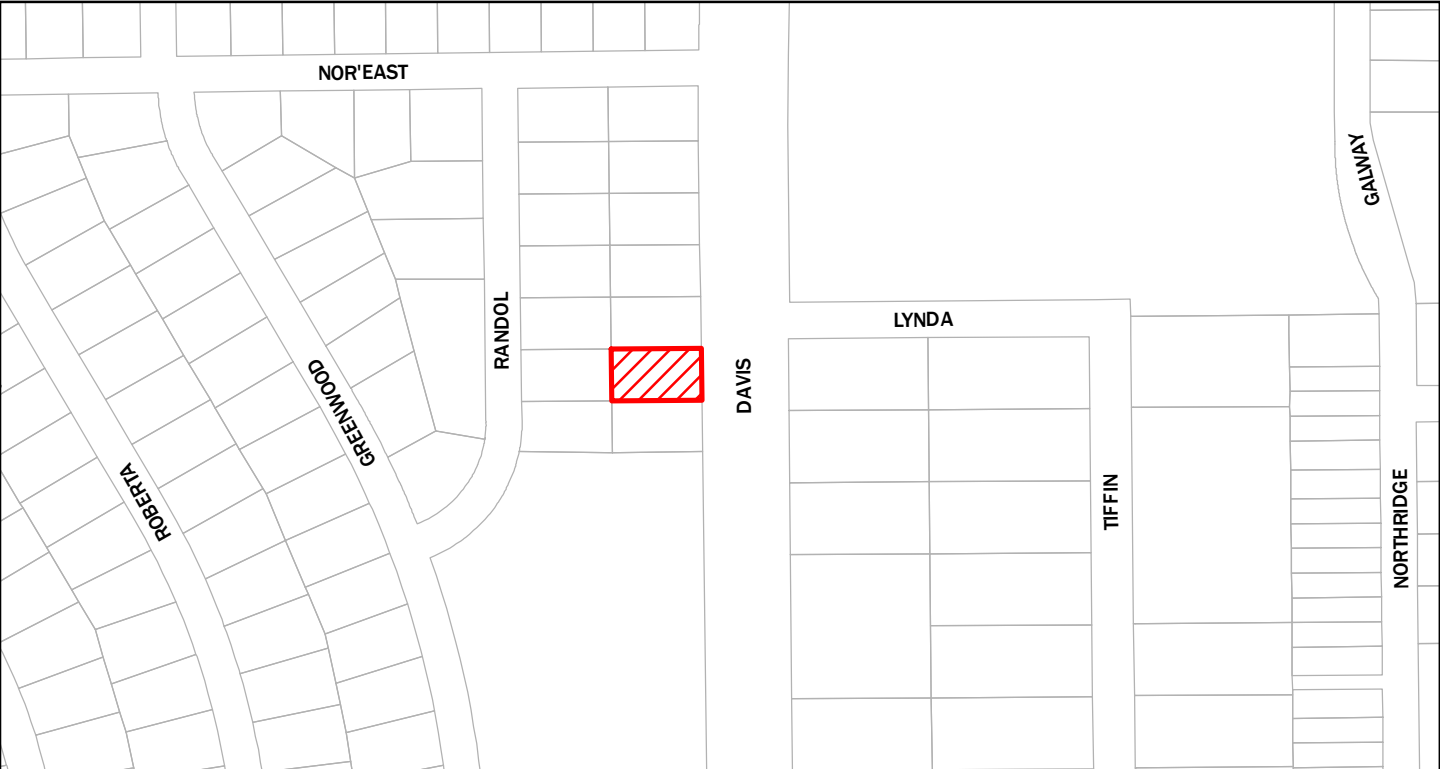 NOR'EAST
GALWAY
LYNDA
RANDOL
DAVIS
GREENWOOD
ROBERTA
TIFFIN
NORTHRIDGE